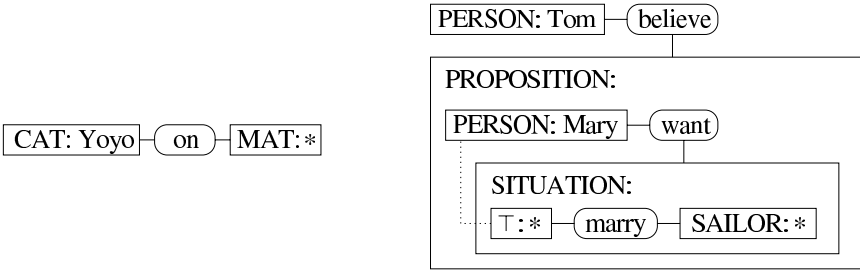 CAT: Yoyo on MAT: *
PERSON: Tom believe
PROPOSITION:
PERSON: Mary want
SITUATION:
⊤: * marry SAILOR: *